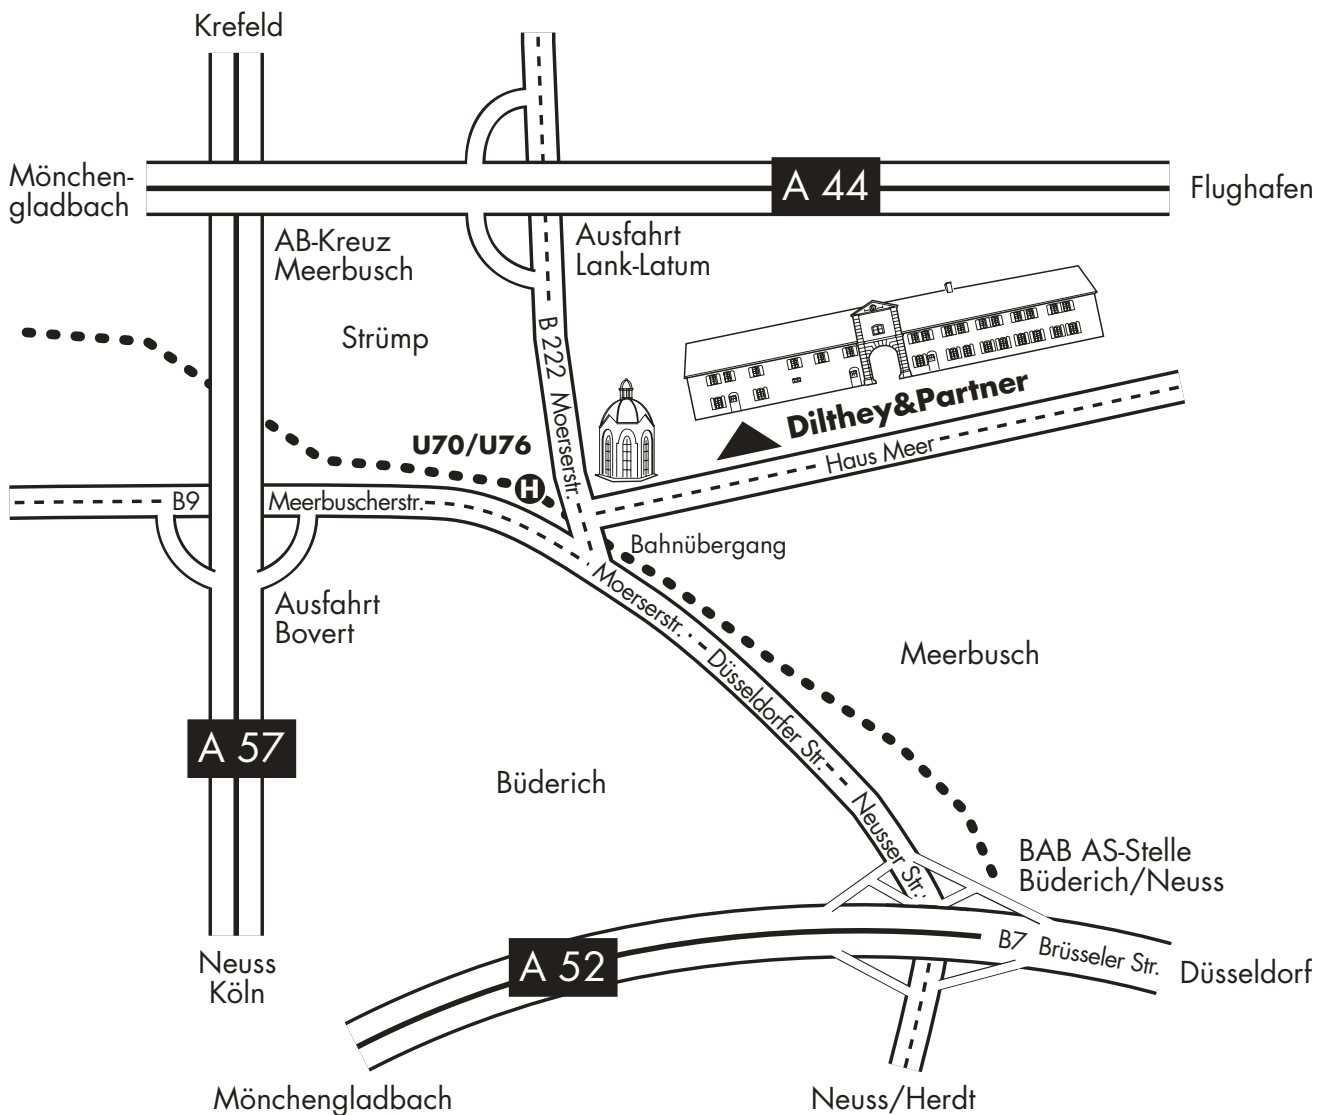 Krefeld
Mönchen-
gladbach
A 44
Flughafen
AB-Kreuz
Meerbusch
Ausfahrt
Lank-Latum
Strümp
B 222 Moerserstr.
Dilthey&Partner
U70/U76
H
Haus Meer
B9
Meerbuscherstr.
Bahnübergang
Moerserstr.
Ausfahrt
Bovert
Meerbusch
Düsseldorfer Str.
A 57
Büderich
Neusser Str.
BAB AS-Stelle
Büderich/Neuss
B7 Brüsseler Str.
Düsseldorf
A 52
Neuss
Köln
Mönchengladbach
Neuss/Herdt